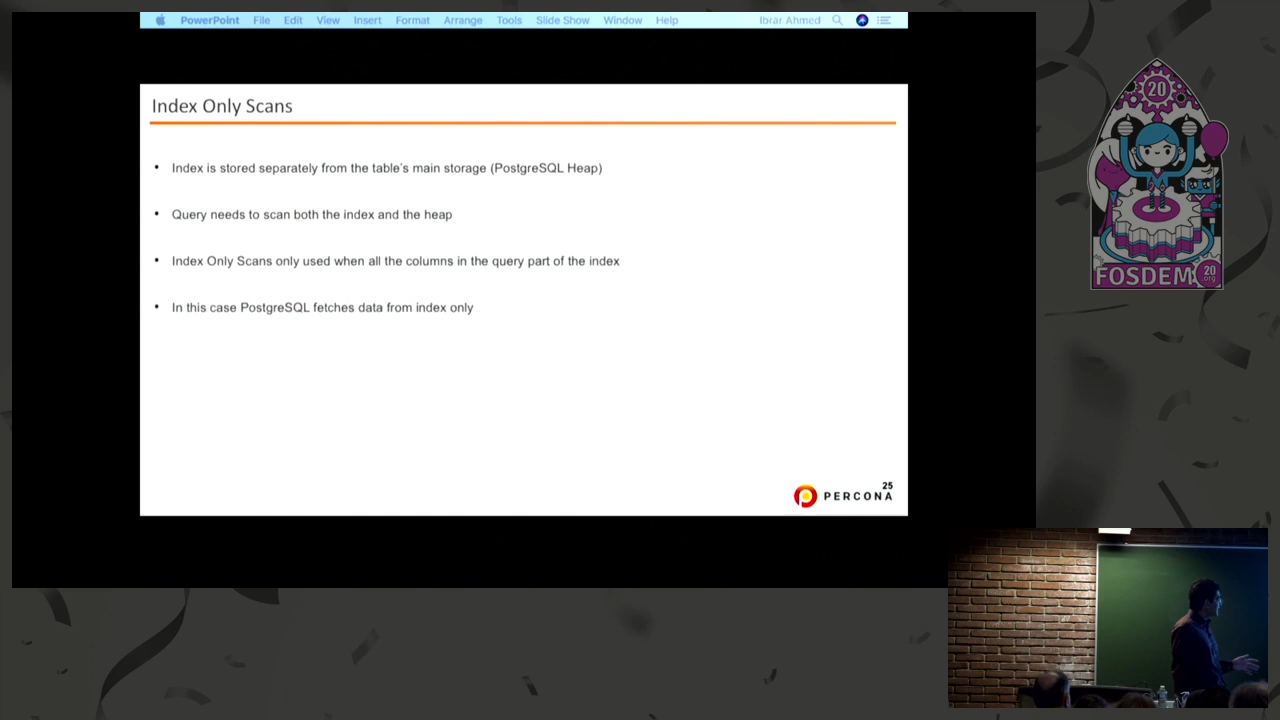 PowerPoint File Edit View Insert Format Arrange Tools Slide Show Window Help Ibrar Ahmed
Index Only Scans
• Index is stored separately from the table's main storage (PostgreSQL Heap)
• Query needs to scan both the index and the heap
• Index Only Scans only used when all the columns in the query part of the index
• In this case PostgreSQL fetches data from index only
25
PERCONA
20
FOSDEM
20
.org